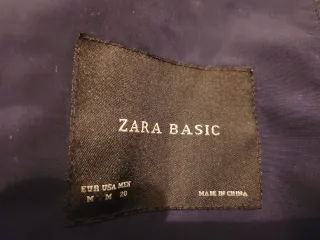 ZARA BASIC
EUR USA MEX
M M 28
MADE IN CHINA